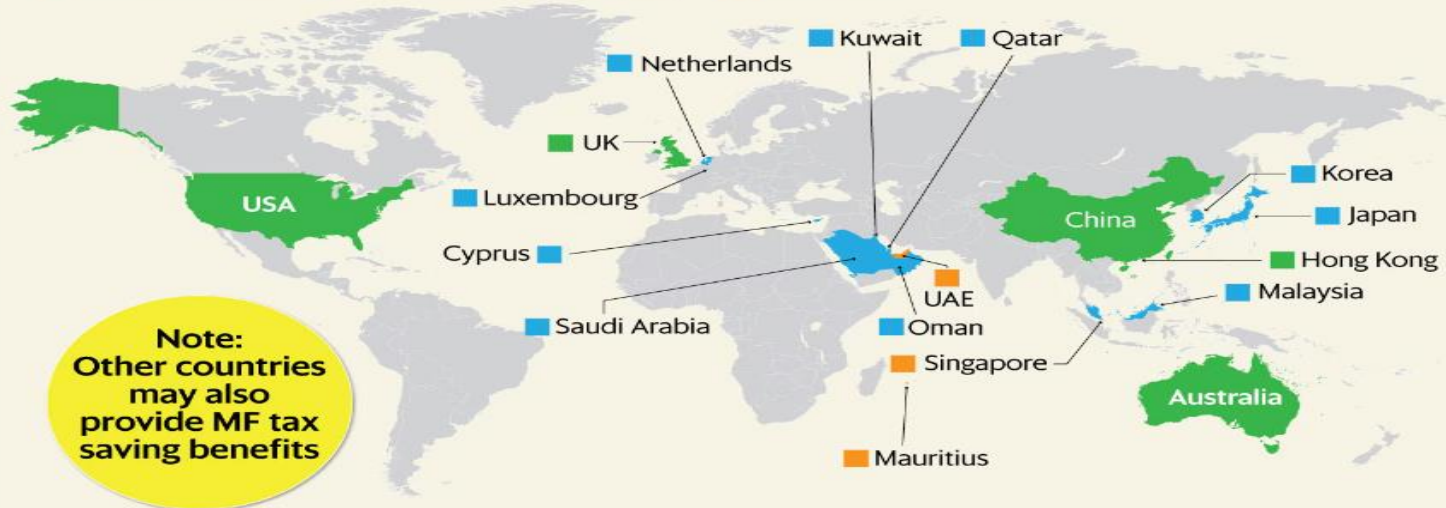 Kuwait
Qatar
Netherlands
UK
Luxembourg
USA
China
Korea
Japan
Cyprus
Hong Kong
UAE
Malaysia
Saudi Arabia
Oman
Singapore
Australia
Mauritius
Note:
Other countries
may also
provide MF tax
saving benefits